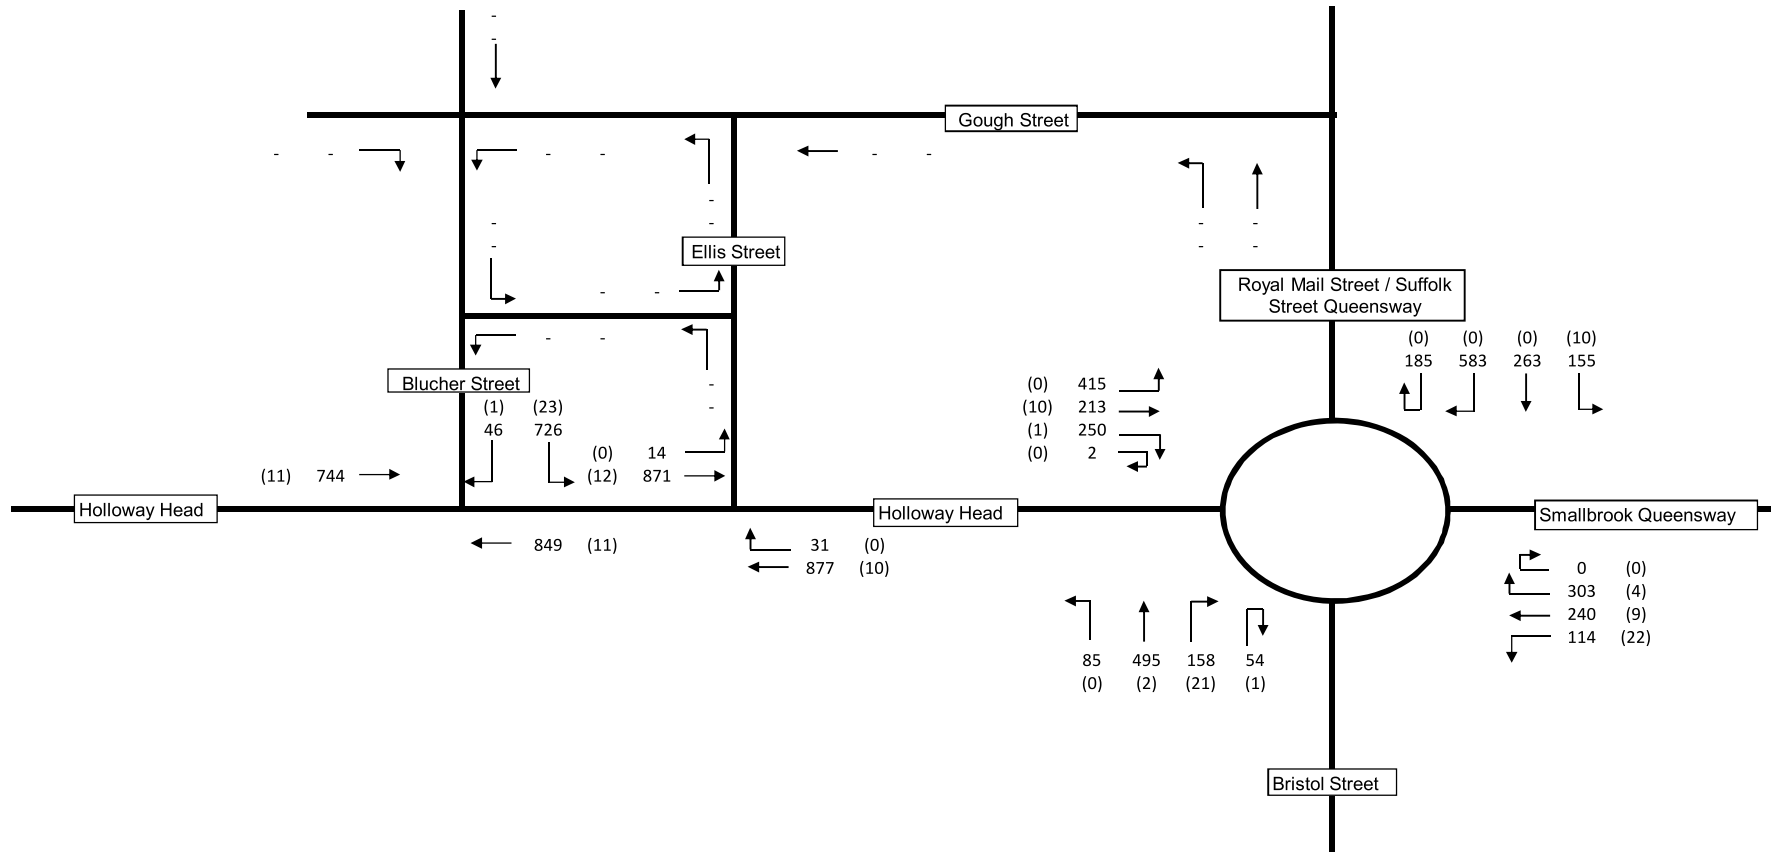 -
-
Gough Street
- -
- -
- -
-
-
-
-
- -
- -
Ellis Street
- -
Royal Mail Street / Suffolk
Street Queensway
- -
(0) (0) (0) (10)
185 583 263 155
Blucher Street
-
-
(0) 415
(10) 213
(1) 250
(0) 2
(1) (23)
46 726
(0) 14
(11) 744
(12) 871
Holloway Head
Holloway Head
Smallbrook Queensway
849 (11)
31 (0)
877 (10)
0 (0)
303 (4)
240 (9)
114 (22)
85 495 158 54
(0) (2) (21) (1)
Bristol Street